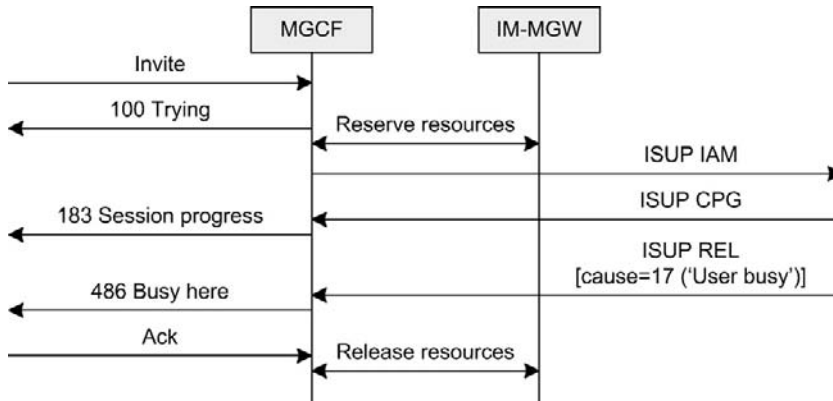 MGCF
IM-MGW
Invite
100 Trying
Reserve resources
ISUP IAM
ISUP CPG
183 Session progress
ISUP REL
[cause=17 (‘User busy’)]
486 Busy here
Ack
Release resources